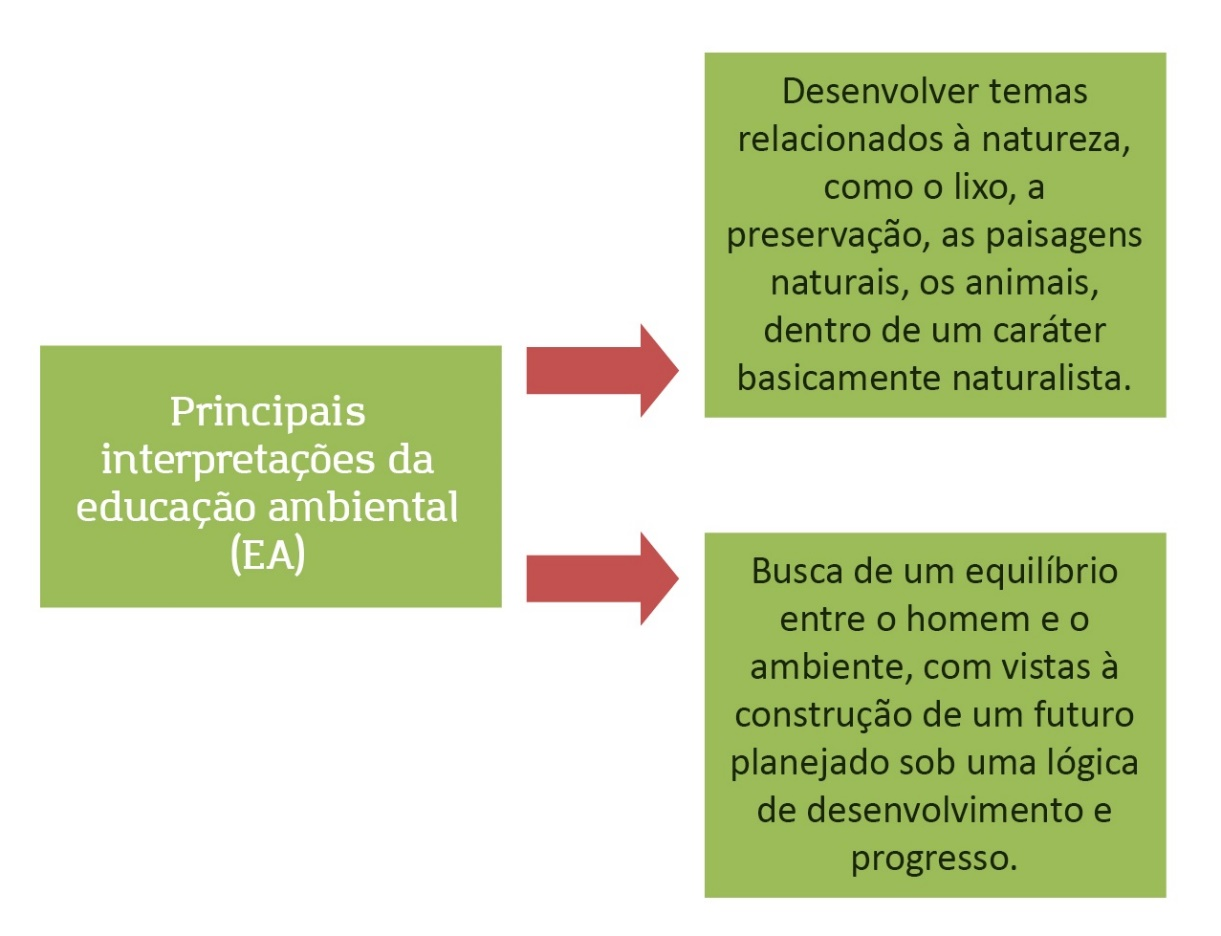 Principais
interpretações da
educação ambiental
(EA)
Desenvolver temas
relacionados à natureza,
como o lixo, a
preservação, as paisagens
naturais, os animais,
dentro de um caráter
basicamente naturalista.
Busca de um equilíbrio
entre o homem e o
ambiente, com vistas à
construção de um futuro
planejado sob uma lógica
de desenvolvimento e
progresso.